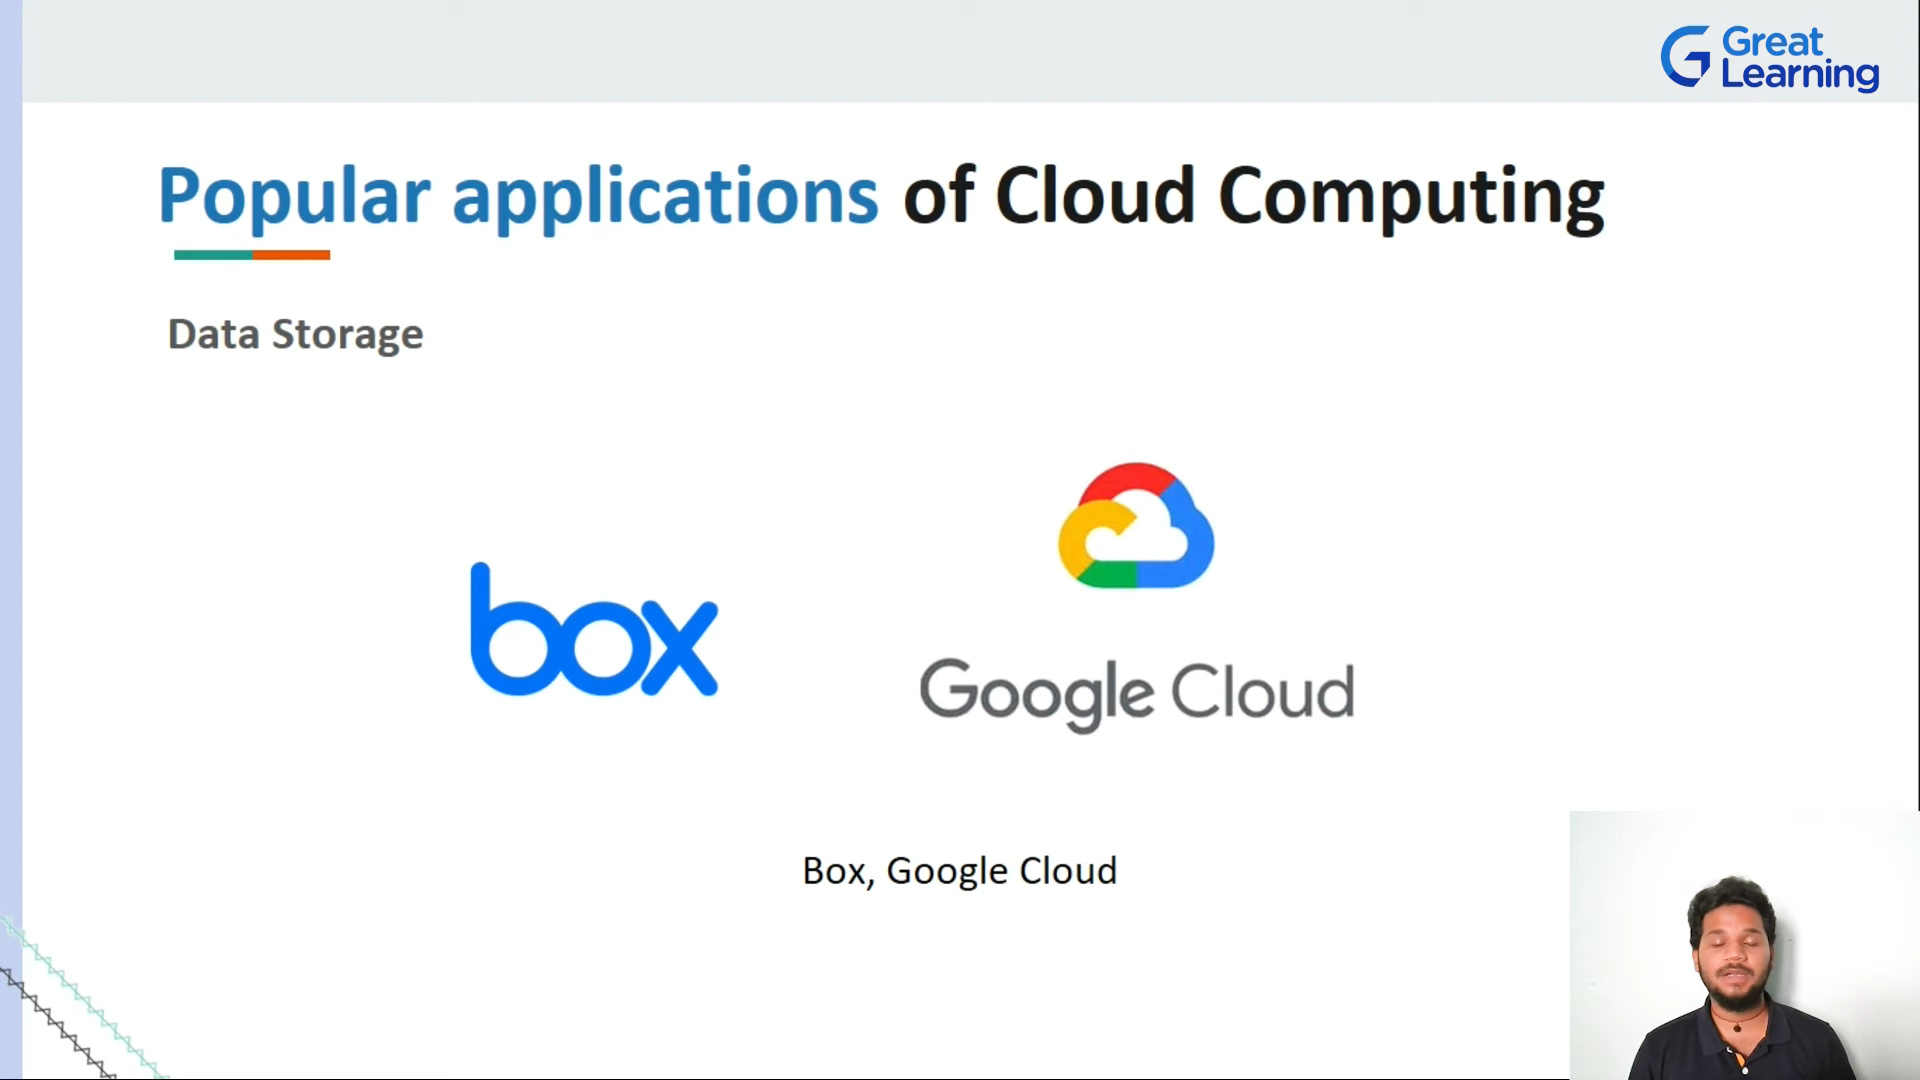 Great
Learning
Popular applications of Cloud Computing
Data Storage
box
Google Cloud
Box, Google Cloud